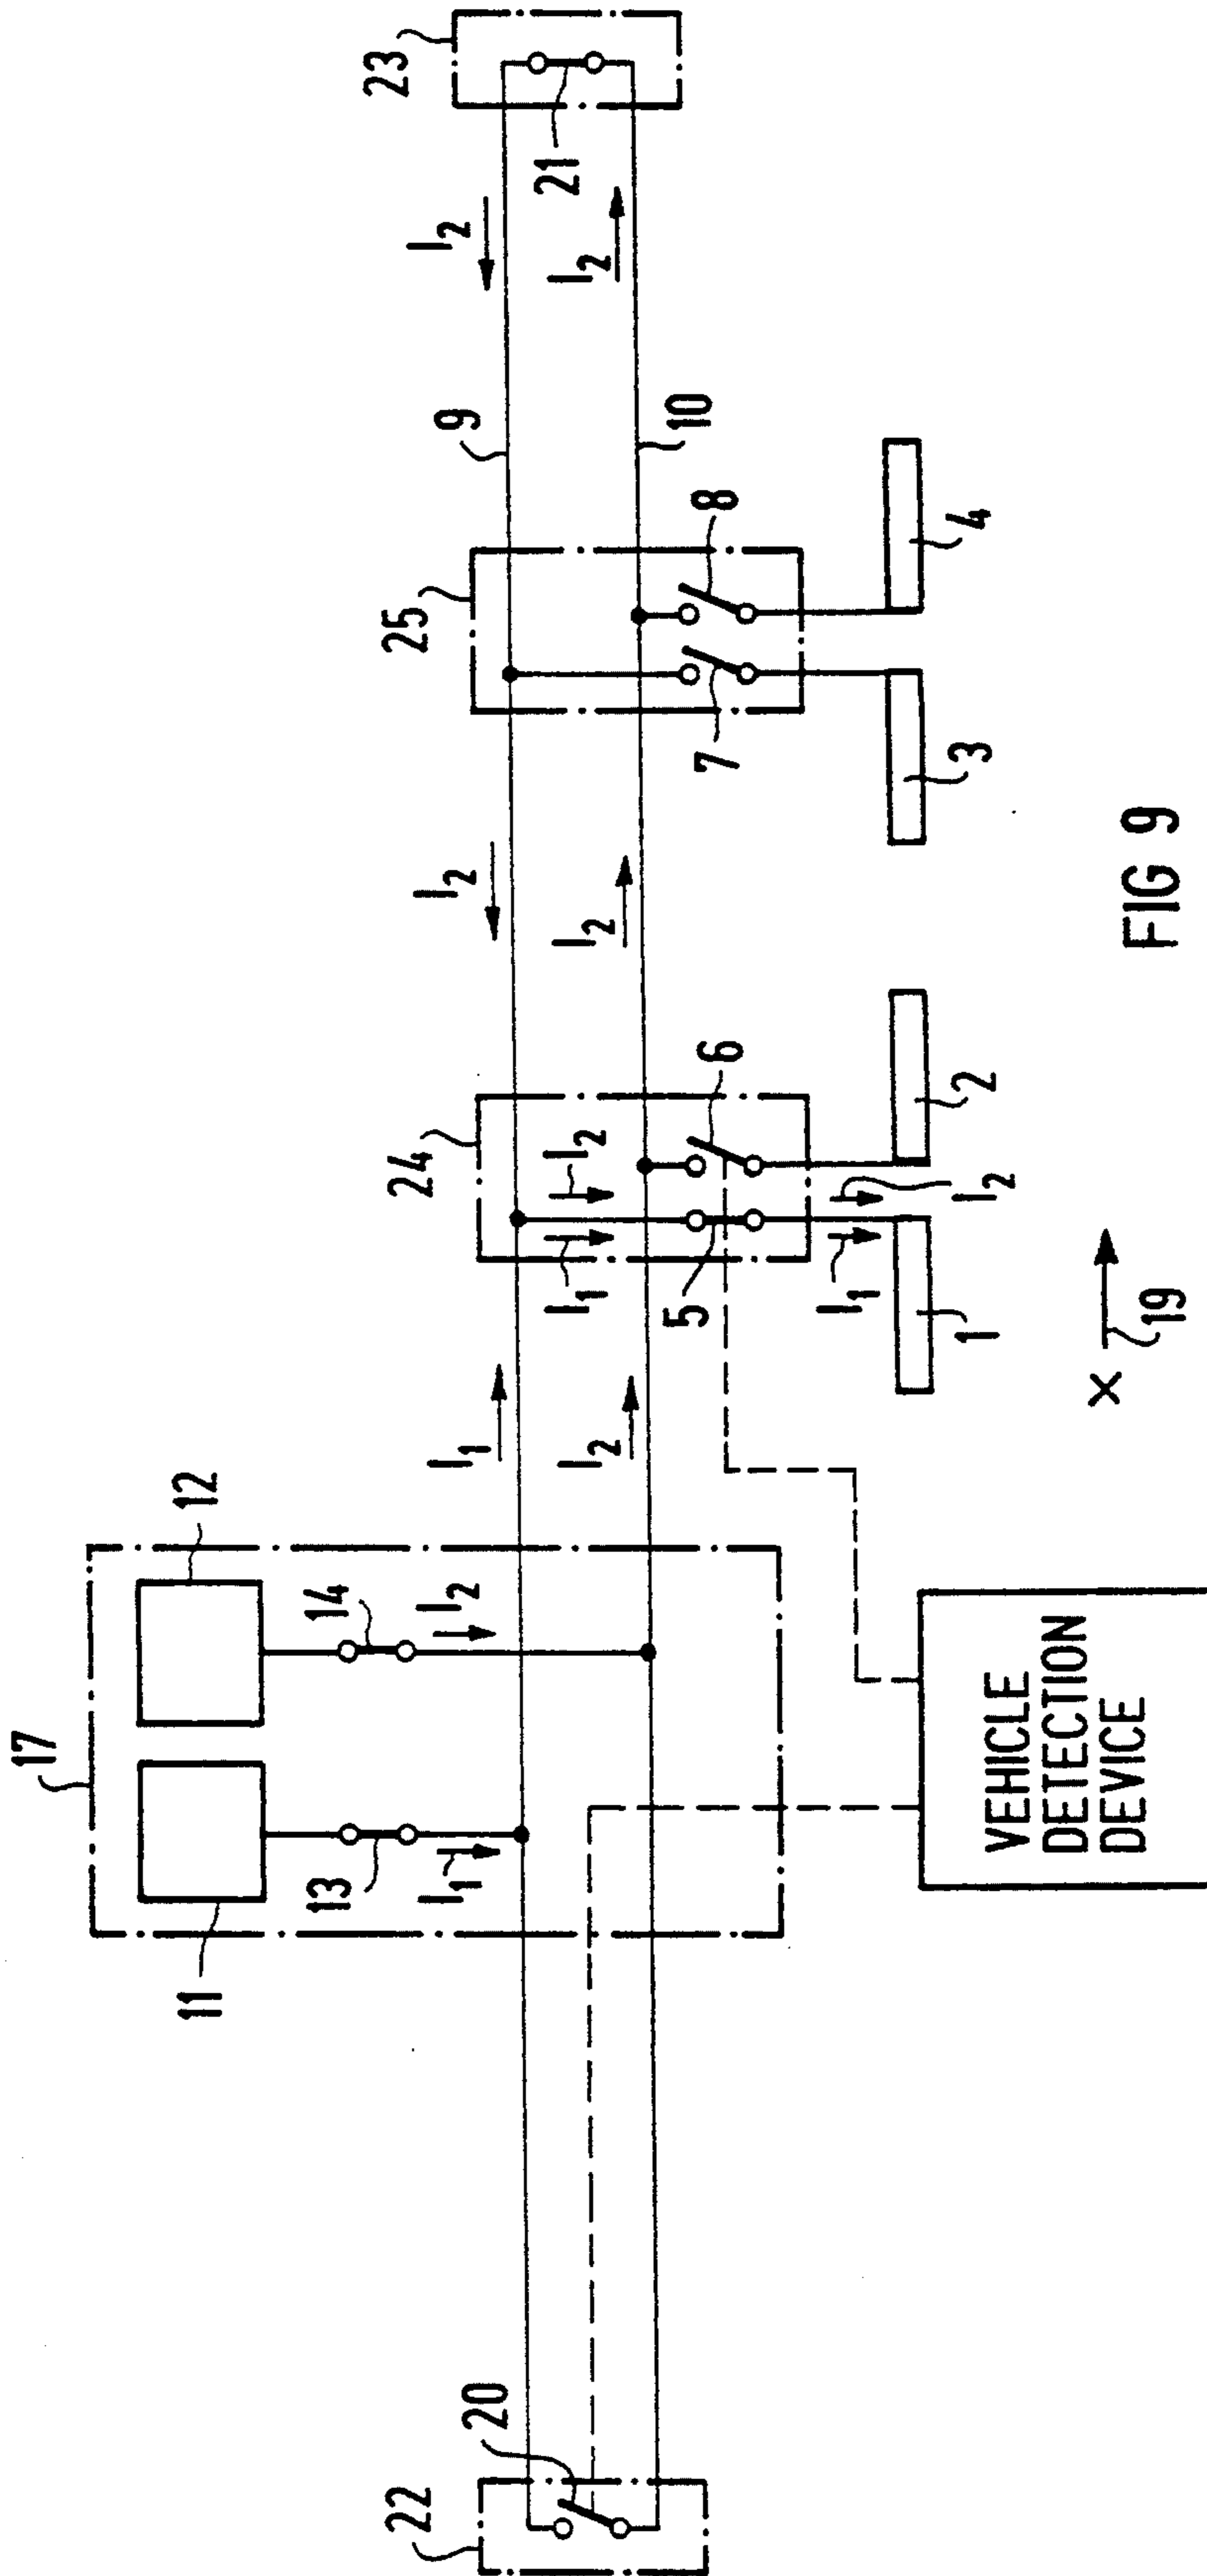 17
11
12
13
14
I₁
I₂
22
20
I₁
I₂
24
I₁
I₂
5
6
I₁
I₂
1
2
I₂
I₂
25
7
8
3
4
9
10
I₂
I₂
23
21
VEHICLE
DETECTION
DEVICE
X
19
FIG 9